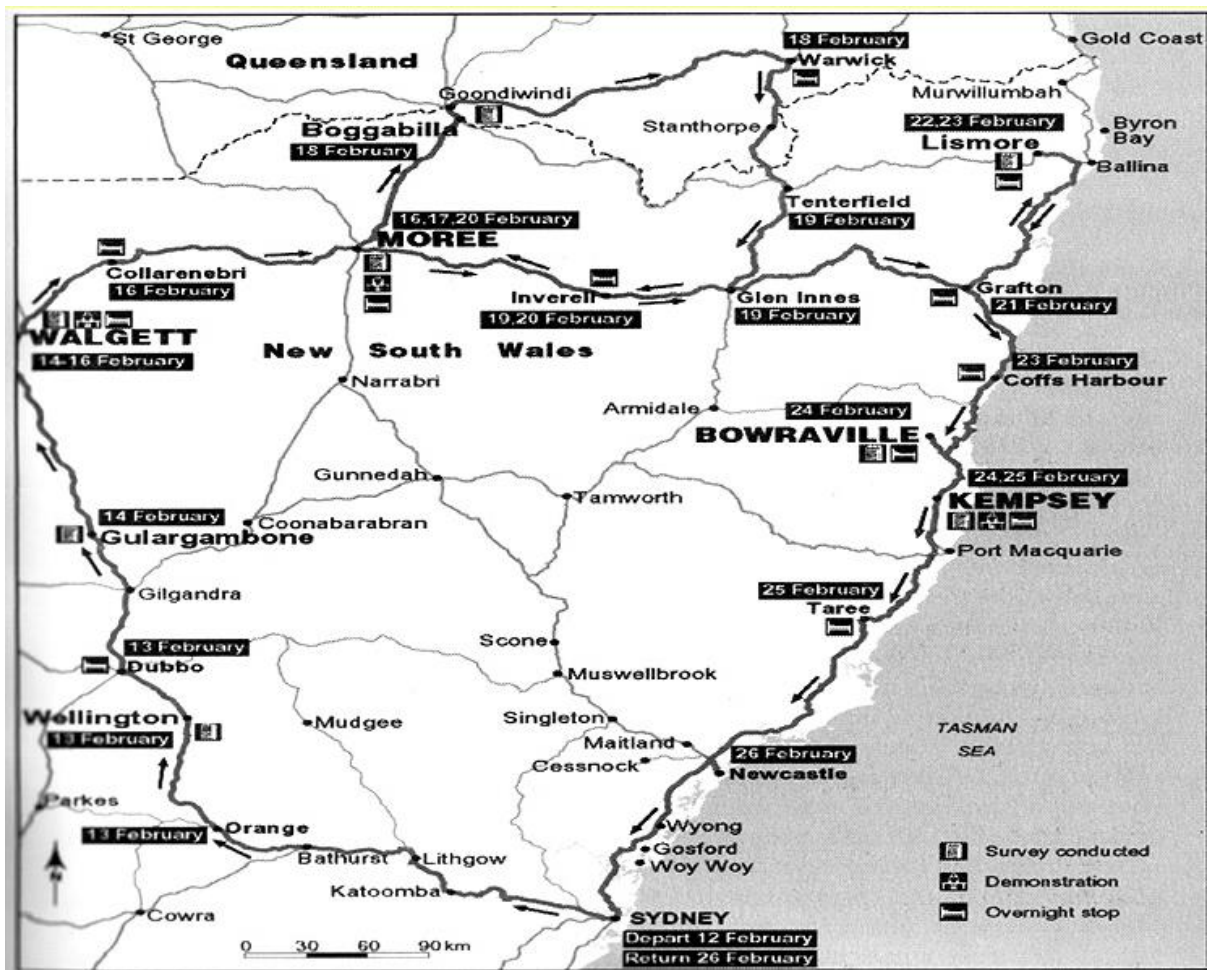 St George
Queensland
18 February
Warwick
Gold Coast
Goondiwindi
Murwillumbah
Boggabilla
18 February
Stanthorpe
22,23 February
Lismore
Byron
Bay
Ballina
Tenterfield
19 February
16,17,20 February
MOREE
Collarenebri
16 February
Inverell
19,20 February
Glen Innes
19 February
Grafton
21 February
WALGETT
14-16 February
New South Wales
23 February
Coffs Harbour
Narrabri
Armidale
24 February
BOWRAVILLE
Gunnedah
Tamworth
24,25 February
KEMPSEY
14 February
Gulargambone
Coonabarabran
Port Macquarie
Gilgandra
25 February
Taree
13 February
Dubbo
Scone
Muswellbrook
Wellington
13 February
Mudgee
Singleton
Maitland
Cessnock
26 February
Newcastle
TASMAN
SEA
Parkes
13 February
Orange
Bathurst
Lithgow
Katoomba
Wyong
Gosford
Woy Woy
Cowra
SYDNEY
Depart 12 February
Return 26 February
0 30 60 90 km
Survey conducted
Demonstration
Overnight stop